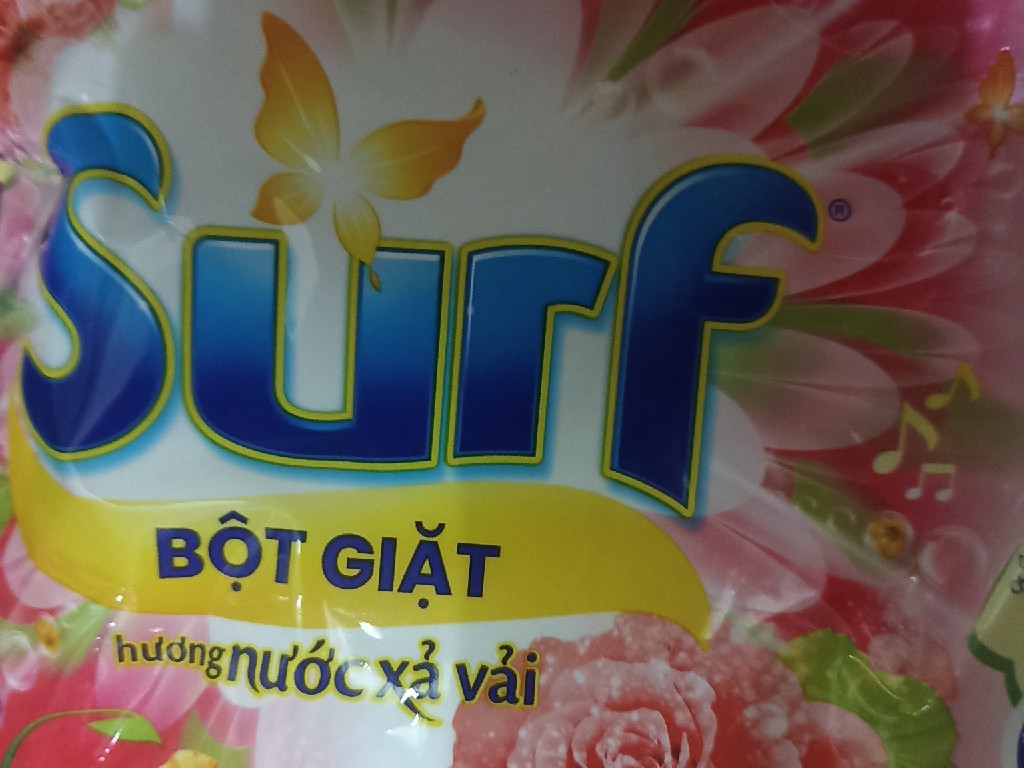 Surf®
BỘT GIẶT
hương nước xả vải